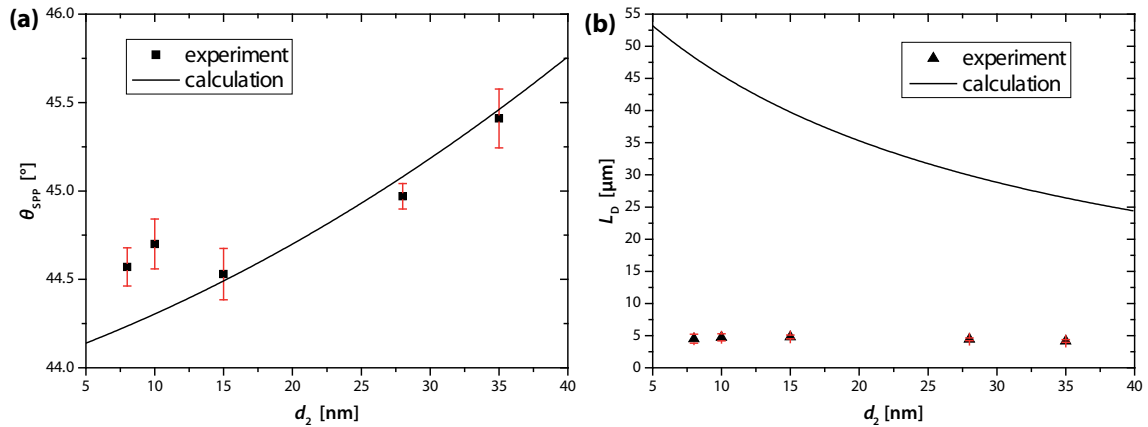 (a)
46.0
45.5
45.0
44.5
44.0
θSPP [°]
experiment
calculation
5 10 15 20 25 30 35 40
d2 [nm]
(b)
55
50
45
40
35
30
25
20
15
10
5
0
LD [µm]
experiment
calculation
5 10 15 20 25 30 35 40
d2 [nm]